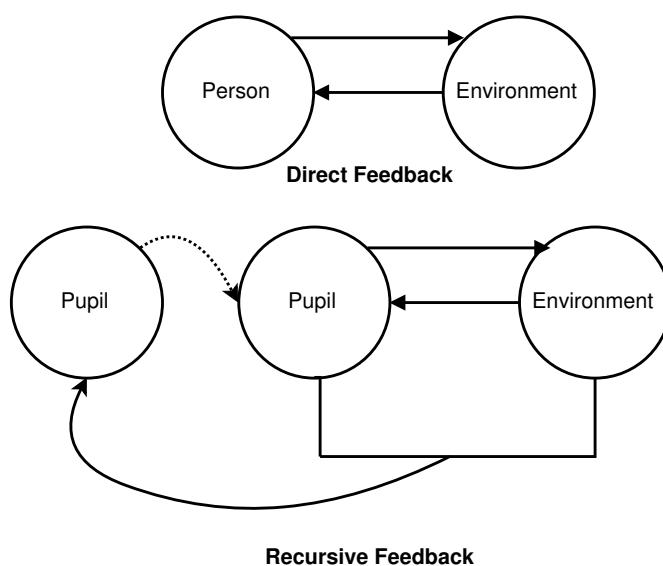 Person
Environment
Direct Feedback
Pupil
Pupil
Environment
Recursive Feedback